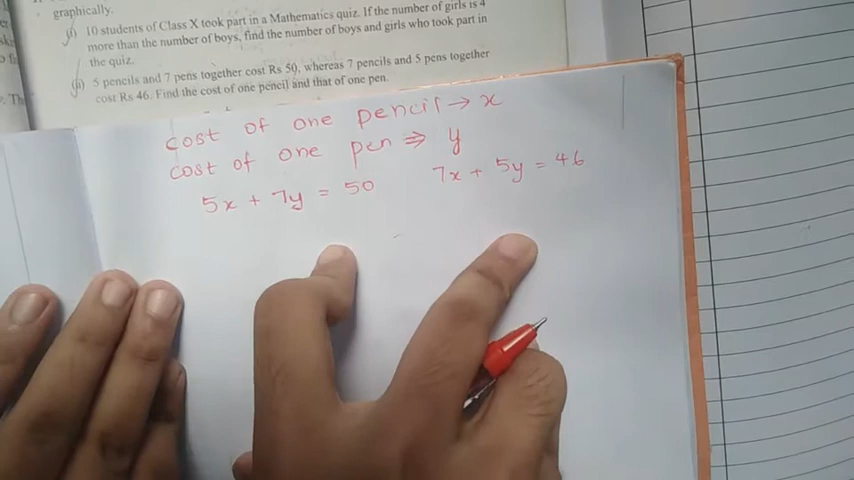 graphically.
(i) 10 students of Class X took part in a Mathematics quiz. If the number of girls is 4
more than the number of boys, find the number of boys and girls who took part in
the quiz.
(ii) 5 pencils and 7 pens together cost Rs 50, whereas 7 pencils and 5 pens together
cost Rs 46. Find the cost of one pencil and that of one pen.
cost of one pencil → x
cost of one pen ⇒ y
5x + 7y = 50 7x + 5y = 46